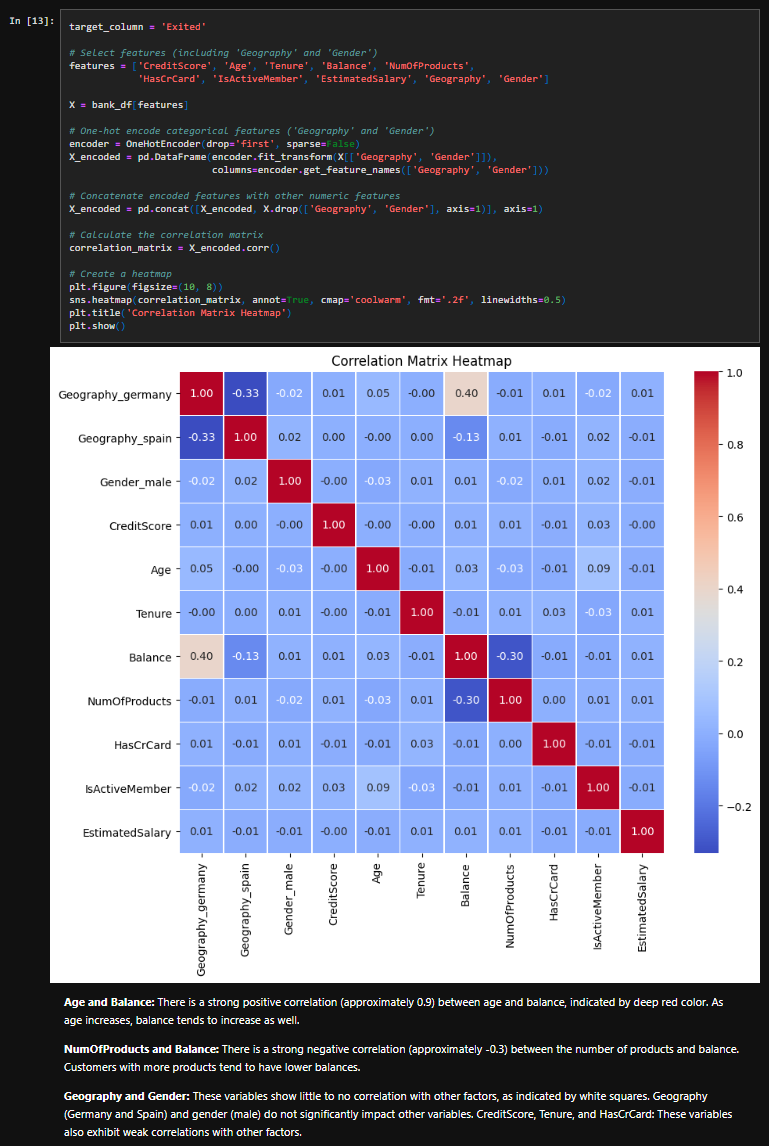 In [13]:
target_column = 'Exited'
# Select features (including 'Geography' and 'Gender')
features = ['CreditScore', 'Age', 'Tenure', 'Balance', 'NumOfProducts',
'HasCrCard', 'IsActiveMember', 'EstimatedSalary', 'Geography', 'Gender']
X = bank_df[features]
# One-hot encode categorical features ('Geography' and 'Gender')
encoder = OneHotEncoder(drop='first', sparse=False)
X_encoded = pd.DataFrame(encoder.fit_transform(X[['Geography', 'Gender']]),
columns=encoder.get_feature_names(['Geography', 'Gender']))
# Concatenate encoded features with other numeric features
X_encoded = pd.concat([X_encoded, X.drop(['Geography', 'Gender'], axis=1)], axis=1)
# Calculate the correlation matrix
correlation_matrix = X_encoded.corr()
# Create a heatmap
plt.figure(figsize=(10, 8))
sns.heatmap(correlation_matrix, annot=True, cmap='coolwarm', fmt='.2f', linewidths=0.5)
plt.title('Correlation Matrix Heatmap')
plt.show()
Correlation Matrix Heatmap
Geography_germany 1.00 -0.33 -0.02 0.01 0.05 -0.00 0.40 -0.01 0.01 -0.02 0.01
Geography_spain -0.33 1.00 0.02 0.00 -0.00 0.00 -0.13 0.01 -0.01 0.02 -0.01
Gender_male -0.02 0.02 1.00 -0.00 -0.03 0.01 0.01 -0.02 0.01 0.02 -0.01
CreditScore 0.01 0.00 -0.00 1.00 -0.00 -0.00 0.01 0.01 -0.01 0.03 -0.00
Age 0.05 -0.00 -0.03 -0.00 1.00 -0.01 0.03 -0.03 -0.01 0.09 -0.01
Tenure -0.00 0.00 0.01 -0.00 -0.01 1.00 -0.01 0.01 0.03 -0.03 0.01
Balance 0.40 -0.13 0.01 0.01 0.03 -0.01 1.00 -0.30 -0.01 -0.01 0.01
NumOfProducts -0.01 0.01 -0.02 0.01 -0.03 0.01 -0.30 1.00 0.00 0.01 0.01
HasCrCard 0.01 -0.01 0.01 -0.01 -0.01 0.03 -0.01 0.00 1.00 -0.01 -0.01
IsActiveMember -0.02 0.02 0.02 0.03 0.09 -0.03 -0.01 0.01 -0.01 1.00 -0.01
EstimatedSalary 0.01 -0.01 -0.01 -0.00 -0.01 0.01 0.01 0.01 -0.01 -0.01 1.00
Geography_germany
Geography_spain
Gender_male
CreditScore
Age
Tenure
Balance
NumOfProducts
HasCrCard
IsActiveMember
EstimatedSalary
1.0
0.8
0.6
0.4
0.2
0.0
−0.2
Age and Balance: There is a strong positive correlation (approximately 0.9) between age and balance, indicated by deep red color. As
age increases, balance tends to increase as well.
NumOfProducts and Balance: There is a strong negative correlation (approximately -0.3) between the number of products and balance.
Customers with more products tend to have lower balances.
Geography and Gender: These variables show little to no correlation with other factors, as indicated by white squares. Geography
(Germany and Spain) and gender (male) do not significantly impact other variables. CreditScore, Tenure, and HasCrCard: These variables
also exhibit weak correlations with other factors.